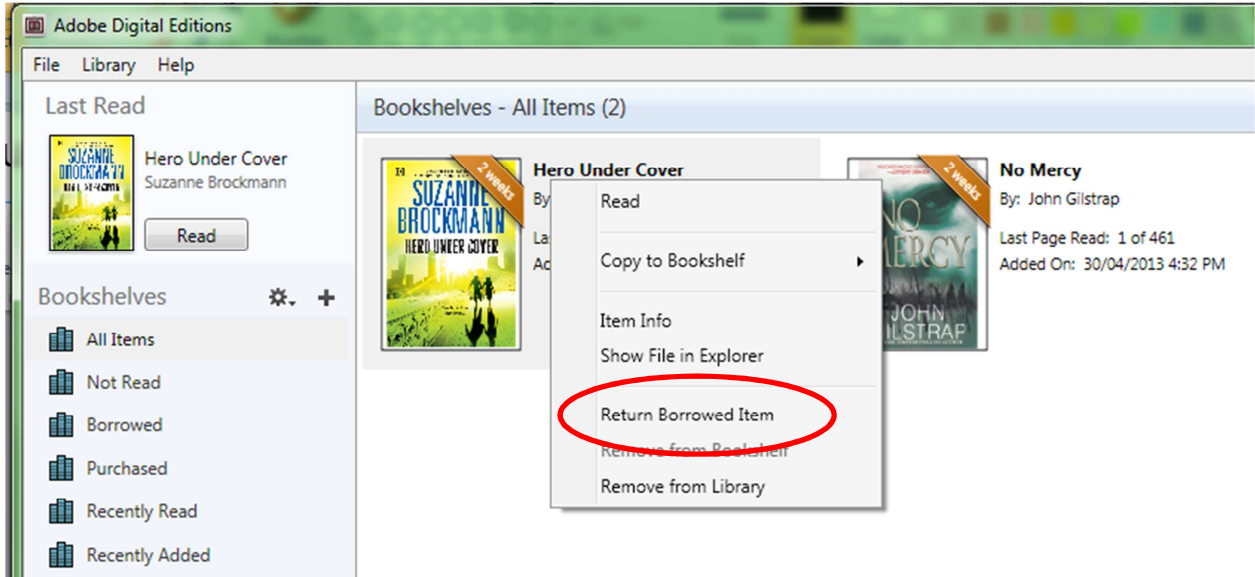 Adobe Digital Editions
File Library Help
Last Read
SUZANNE
BROCKMANN
Hero Under Cover
Suzanne Brockmann
Read
Bookshelves
All Items
Not Read
Borrowed
Purchased
Recently Read
Recently Added
Bookshelves - All Items (2)
2 weeks
SUZANNE
BROCKMANN
HERO UNDER COVER
Hero Under Cover
By
La
Ad
Read
Copy to Bookshelf
Item Info
Show File in Explorer
Return Borrowed Item
Remove from Bookshelf
Remove from Library
2 weeks
NO
MERCY
JOHN
GILSTRAP
No Mercy
By: John Gilstrap
Last Page Read: 1 of 461
Added On: 30/04/2013 4:32 PM